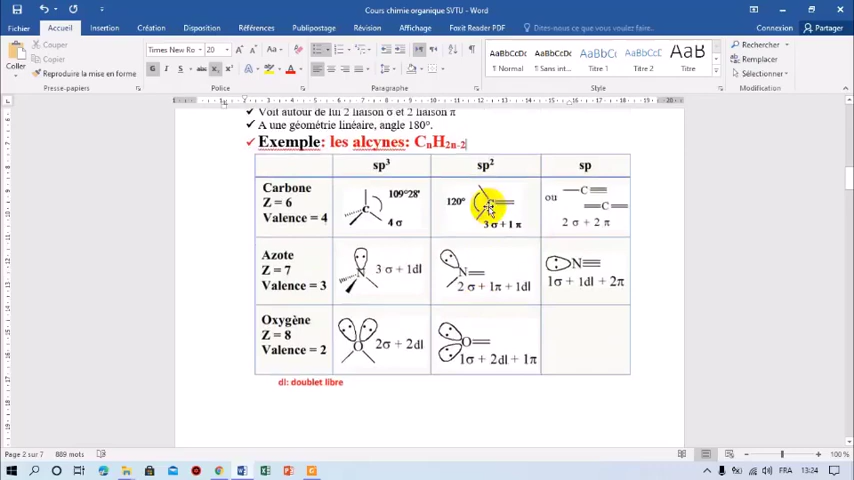 Cours chimie organique SVTU - Word
Fichier Accueil Insertion Création Disposition Références Publipostage Affichage Révision Foxit Reader PDF Dites-nous ce que vous voulez faire. Connexion Partager
Coller
Couper
Copier
Reproduire la mise en forme
Presse-papiers
Times New Ro 20
Police
Paragraphe
AaBbCcDc ¶ Normal
AaBbCcDc ¶ Sans int...
AaBbC( Titre 1
AaBbCcE Titre 2
AaB Titre
Style
Rechercher
Remplacer
Sélectionner
Modification
✓ Voit autour de lui 2 liaison σ et 2 liaison π
✓ A une géométrie linéaire, angle 180°.
✓ Exemple: les alcynes: CnH2n-2
sp³ sp² sp
Carbone
Z = 6
Valence = 4
C 109°28' 4 σ
120° C 3 σ + 1 π
ou C C 2 σ + 2 π
Azote
Z = 7
Valence = 3
N 3 σ + 1dl
N 2 σ + 1π + 1dl
N 1σ + 1dl + 2π
Oxygène
Z = 8
Valence = 2
O 2σ + 2dl
O 1σ + 2dl + 1π
dl: doublet libre
Page 2 sur 7 889 mots
100 %
FRA 13:24